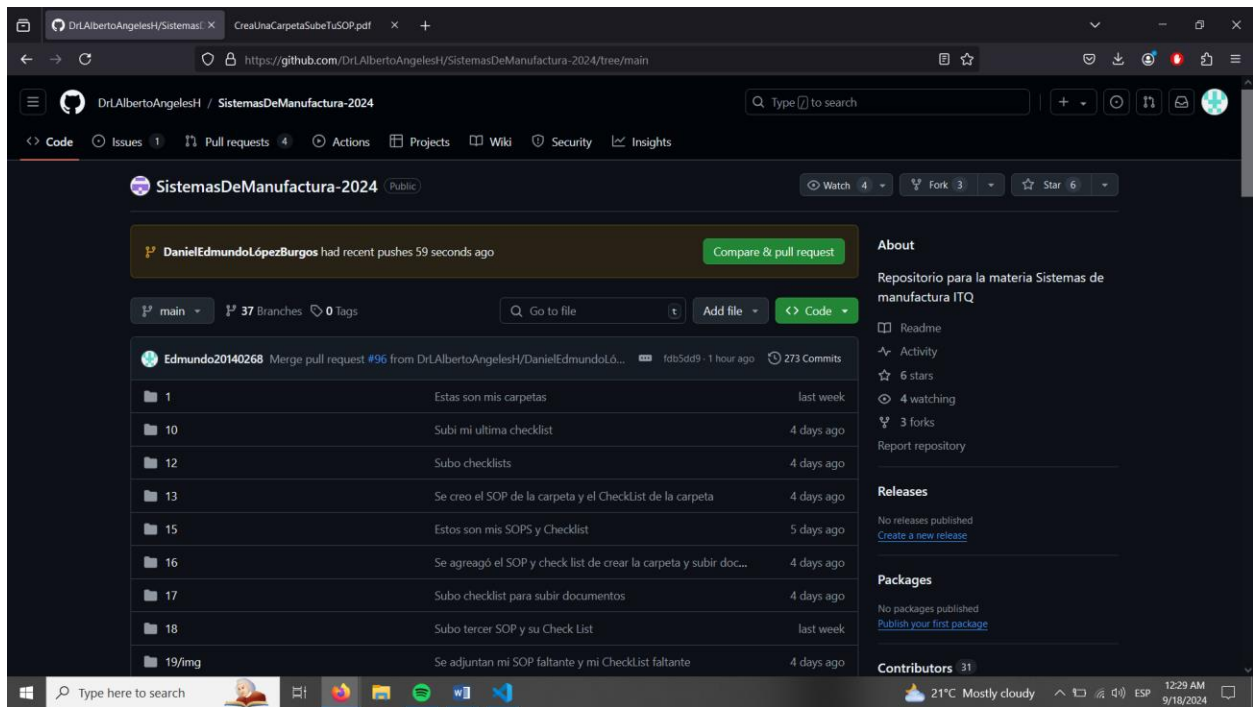 DrLAlbertoAngelesH/Sistemas
CreaUnaCarpetaSubeTuSOP.pdf
https://github.com/DrLAlbertoAngelesH/SistemasDeManufactura-2024/tree/main
DrLAlbertoAngelesH / SistemasDeManufactura-2024
Type / to search
Code Issues 1 Pull requests 4 Actions Projects Wiki Security Insights
SistemasDeManufactura-2024 Public
Watch 4 Fork 3 Star 6
DanielEdmundoLópezBurgos had recent pushes 59 seconds ago
Compare & pull request
main 37 Branches 0 Tags
Go to file t Add file Code
Edmundo20140268 Merge pull request #96 from DrLAlbertoAngelesH/DanielEdmundoLó... fdb5dd9 · 1 hour ago 273 Commits
1 Estas son mis carpetas last week
10 Subi mi ultima checklist 4 days ago
12 Subo checklists 4 days ago
13 Se creo el SOP de la carpeta y el CheckList de la carpeta 4 days ago
15 Estos son mis SOPS y Checklist 5 days ago
16 Se agreagó el SOP y check list de crear la carpeta y subir doc... 4 days ago
17 Subo checklist para subir documentos 4 days ago
18 Subo tercer SOP y su Check List last week
19/img Se adjuntan mi SOP faltante y mi CheckList faltante 4 days ago
About
Repositorio para la materia Sistemas de
manufactura ITQ
Readme
Activity
6 stars
4 watching
3 forks
Report repository
Releases
No releases published
Create a new release
Packages
No packages published
Publish your first package
Contributors 31
Type here to search
21°C Mostly cloudy
ESP
12:29 AM
9/18/2024